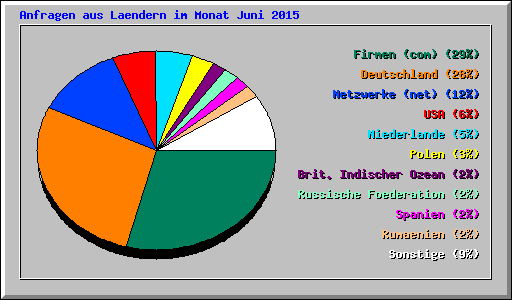 Anfragen aus Laendern im Monat Juni 2015
Firmen (com) (29%)
Deutschland (28%)
Netzwerke (net) (12%)
USA (6%)
Niederlande (5%)
Polen (3%)
Brit. Indischer Ozean (2%)
Russische Foederation (2%)
Spanien (2%)
Rumaenien (2%)
Sonstige (9%)